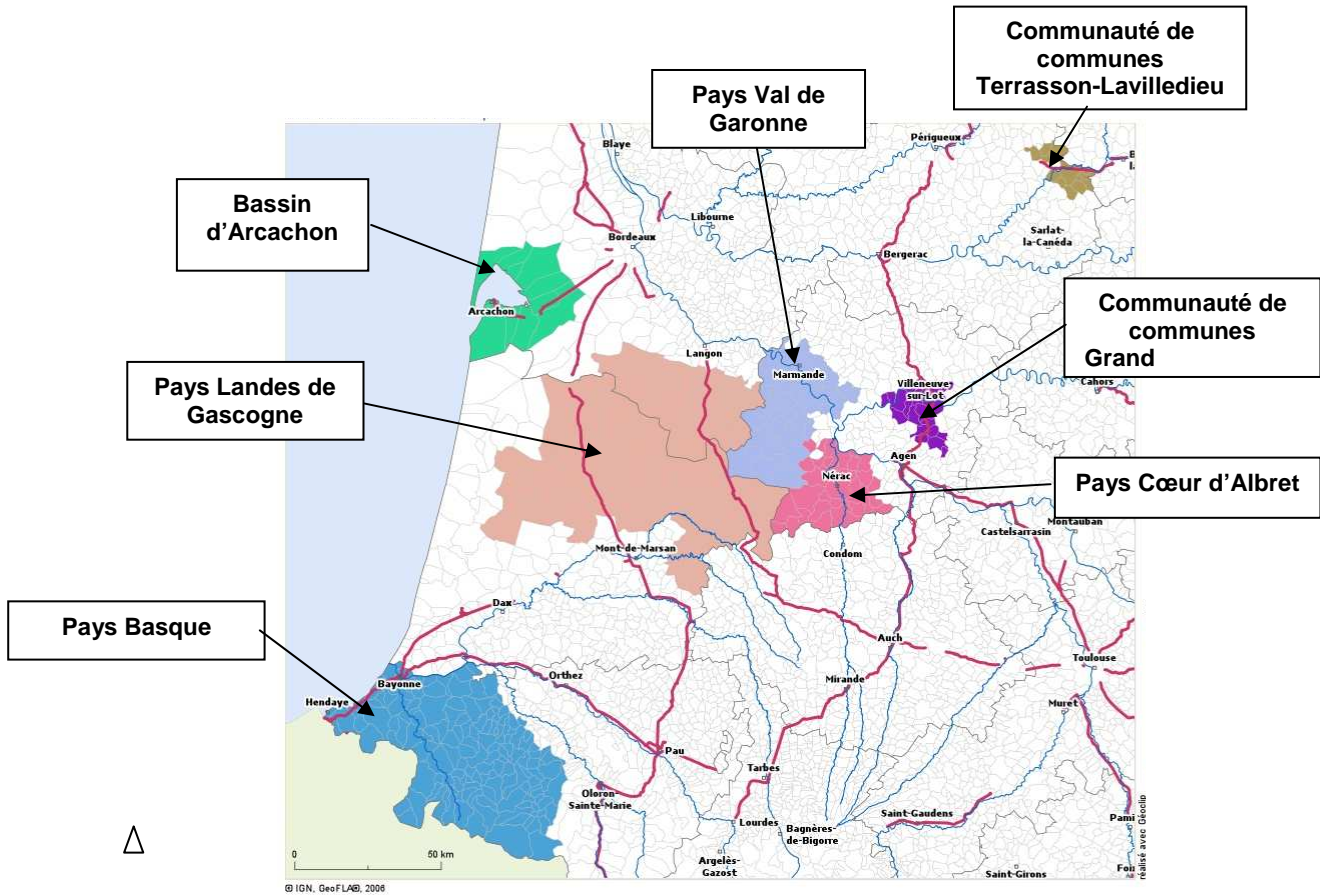 Communauté de
communes
Terrasson-Lavilledieu
Pays Val de
Garonne
Bassin
d'Arcachon
Pays Landes de
Gascogne
Communauté de
communes
Grand
Pays Cœur d'Albret
Pays Basque
Blaye
Périgueux
Libourne
Sarlat-
la-Canéda
Bordeaux
Bergerac
Arcachon
Langon
Marmande
Villeneuve-
sur-Lot
Cahors
Agen
Nérac
Montauban
Castelsarrasin
Mont-de-Marsan
Condom
Dax
Auch
Toulouse
Bayonne
Orthez
Mirande
Hendaye
Muret
Pau
Tarbes
Oloron-
Sainte-Marie
Saint-Gaudens
Lourdes
Bagnères-
de-Bigorre
Pami
Argelès-
Gazost
Saint-Girons
Foi
0 50 km
réalisé avec Géoclip
© IGN, GeoFLA®, 2006